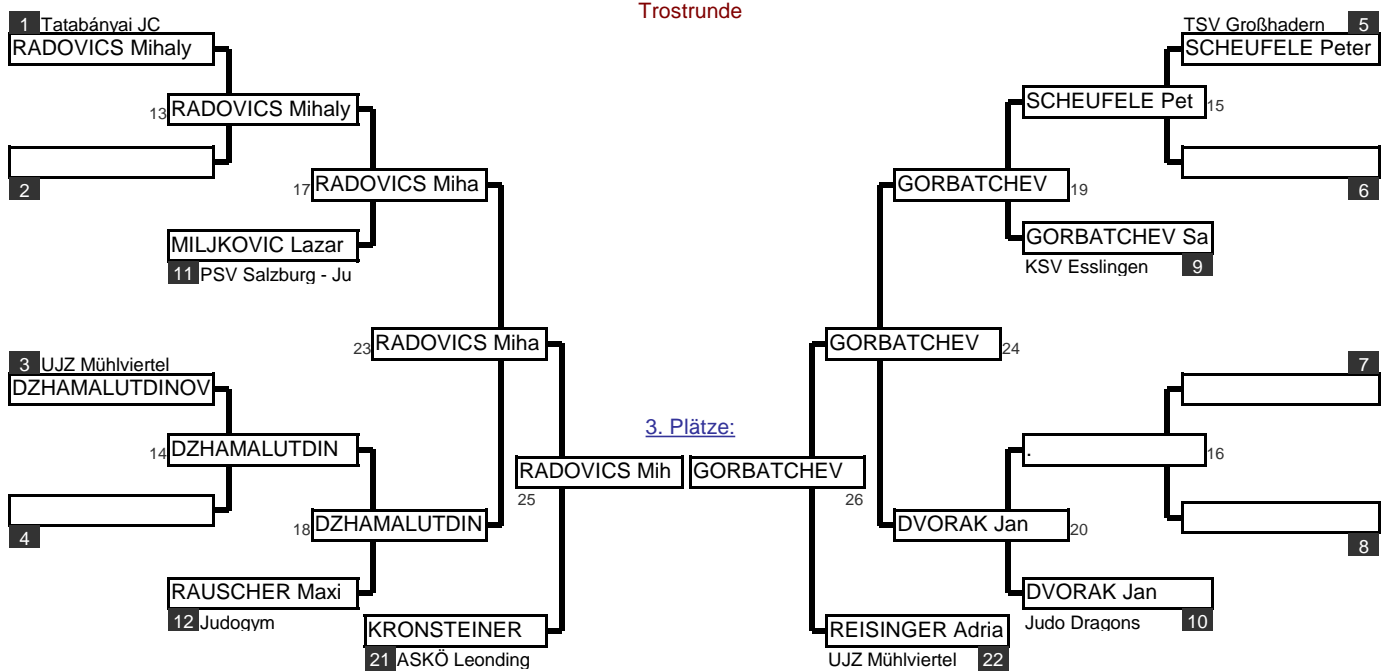 Trostrunde
1 Tatabányai JC
RADOVICS Mihaly
13 RADOVICS Mihaly
2
17 RADOVICS Miha
MILJKOVIC Lazar
11 PSV Salzburg - Ju
23 RADOVICS Miha
3 UJZ Mühlviertel
DZHAMALUTDINOV
14 DZHAMALUTDIN
4
18 DZHAMALUTDIN
RAUSCHER Maxi
12 Judogym
KRONSTEINER
21 ASKÖ Leonding
3. Plätze:
RADOVICS Mih
25
GORBATCHEV
26
TSV Großhadern 5
SCHEUFELE Peter
SCHEUFELE Pet 15
6
GORBATCHEV 19
GORBATCHEV Sa
KSV Esslingen 9
GORBATCHEV 24
7
. 16
8
DVORAK Jan 20
DVORAK Jan
Judo Dragons 10
REISINGER Adria
UJZ Mühlviertel 22